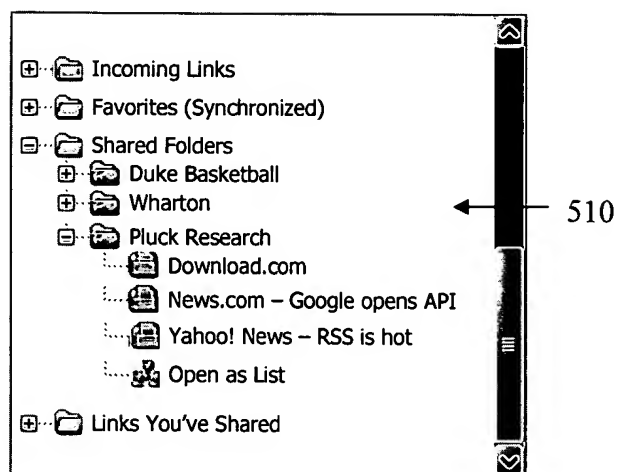 Incoming Links
Favorites (Synchronized)
Shared Folders
Duke Basketball
Wharton
510
Pluck Research
Download.com
News.com – Google opens API
Yahoo! News – RSS is hot
Open as List
Links You've Shared